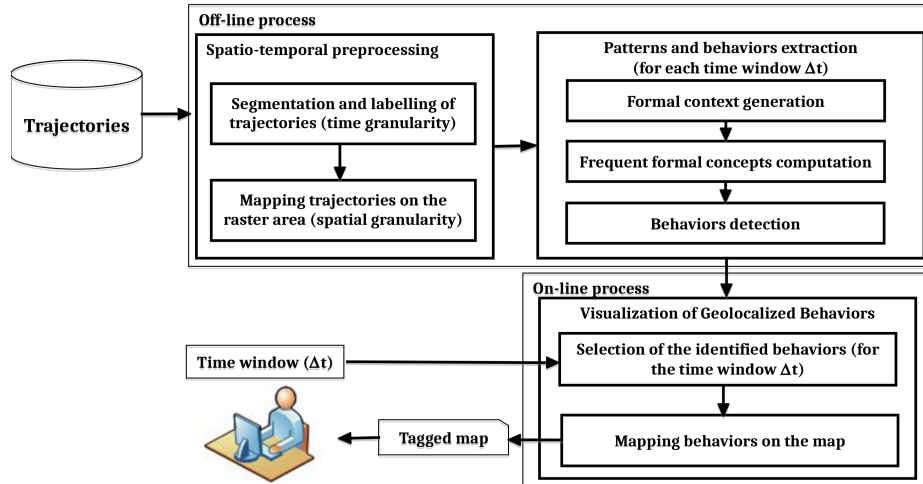 Off-line process
Trajectories
Spatio-temporal preprocessing
Segmentation and labelling of
trajectories (time granularity)
Mapping trajectories on the
raster area (spatial granularity)
Patterns and behaviors extraction
(for each time window Δt)
Formal context generation
Frequent formal concepts computation
Behaviors detection
On-line process
Visualization of Geolocalized Behaviors
Time window (Δt)
Selection of the identified behaviors (for
the time window Δt)
Mapping behaviors on the map
Tagged map